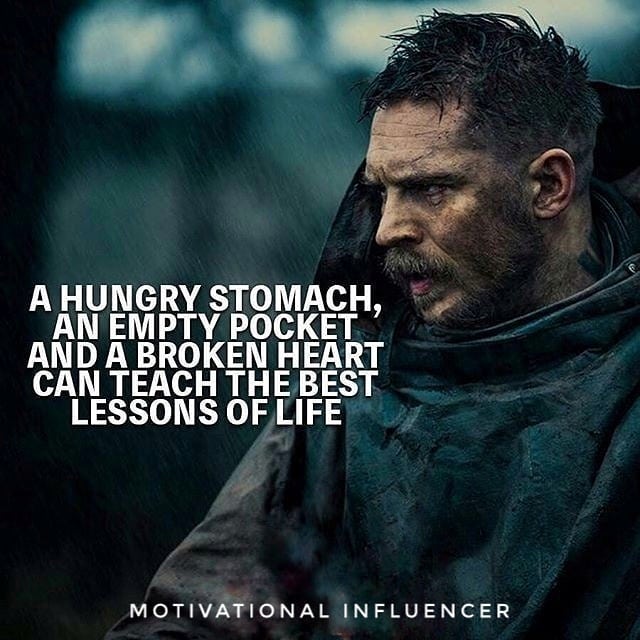 A HUNGRY STOMACH,
AN EMPTY POCKET
AND A BROKEN HEART
CAN TEACH THE BEST
LESSONS OF LIFE
MOTIVATIONAL INFLUENCER